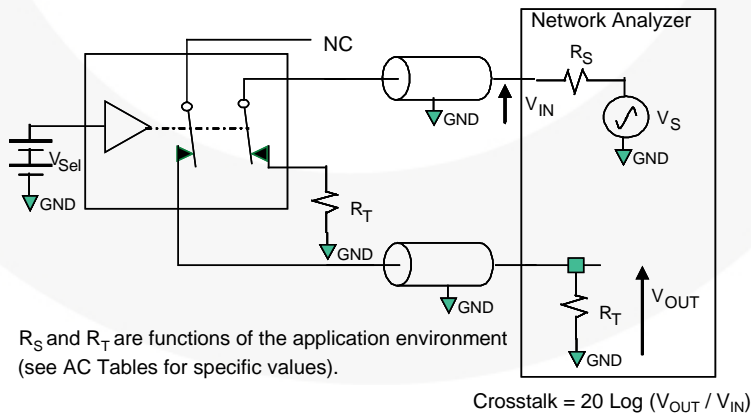 Network Analyzer
NC
R_S
GND
V_IN
V_S
GND
V_Sel
GND
R_T
GND
GND
V_OUT
R_T
GND
R_S and R_T are functions of the application environment
(see AC Tables for specific values).
Crosstalk = 20 Log (V_OUT / V_IN)